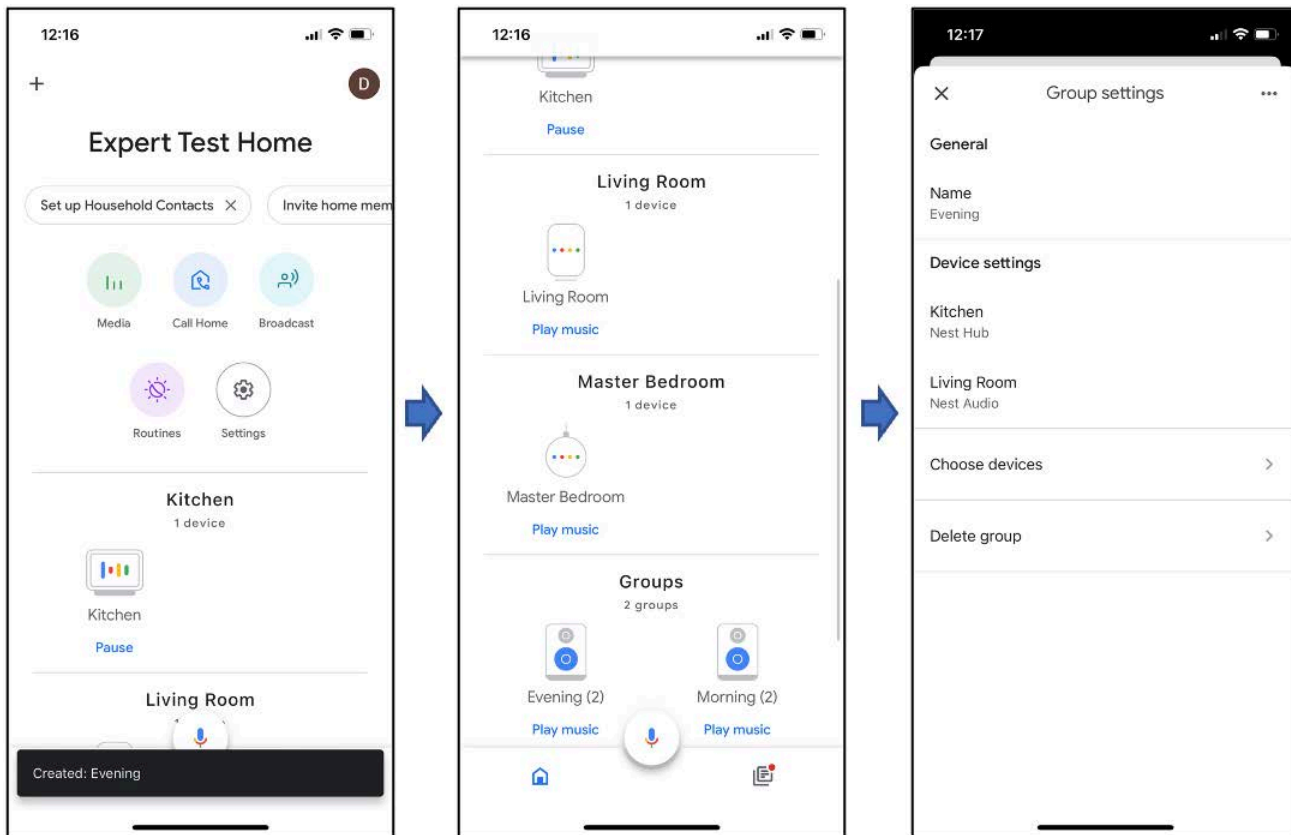 12:16
+
D
Expert Test Home
Set up Household Contacts X
Invite home mem
Media
Call Home
Broadcast
Routines
Settings
Kitchen
1 device
Kitchen
Pause
Living Room
Created: Evening
12:16
Kitchen
Pause
Living Room
1 device
Living Room
Play music
Master Bedroom
1 device
Master Bedroom
Play music
Groups
2 groups
Evening (2)
Morning (2)
Play music
Play music
12:17
X Group settings ...
General
Name
Evening
Device settings
Kitchen
Nest Hub
Living Room
Nest Audio
Choose devices >
Delete group >